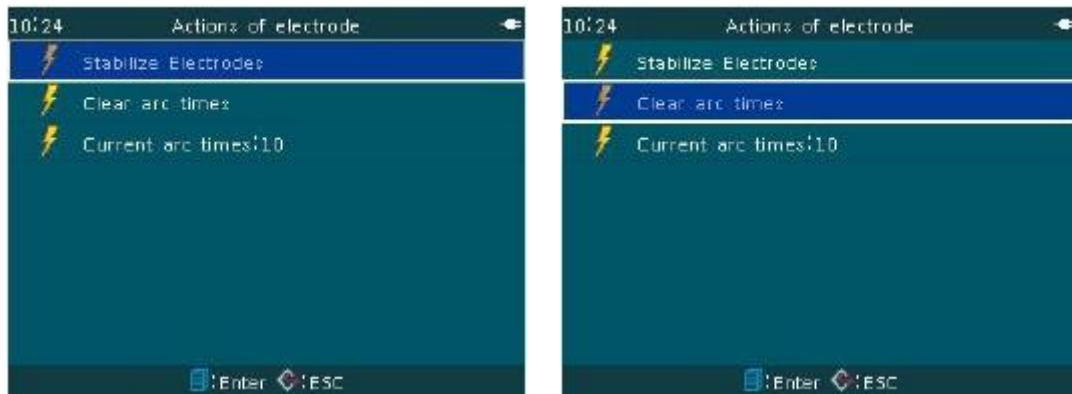 10:24 Actions of electrode
Stabilize Electrodes
Clear arc times
Current arc times:10
:Enter :ESC
10:24 Actions of electrode
Stabilize Electrodes
Clear arc times
Current arc times:10
:Enter :ESC